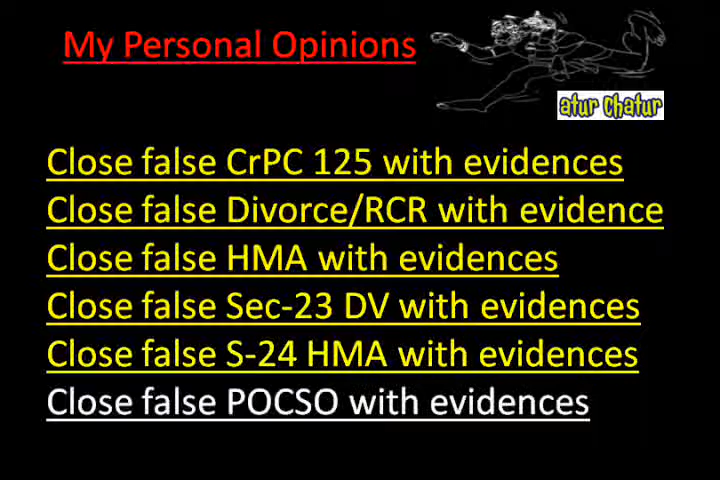 My Personal Opinions
atur Chatur
Close false CrPC 125 with evidences
Close false Divorce/RCR with evidence
Close false HMA with evidences
Close false Sec-23 DV with evidences
Close false S-24 HMA with evidences
Close false POCSO with evidences